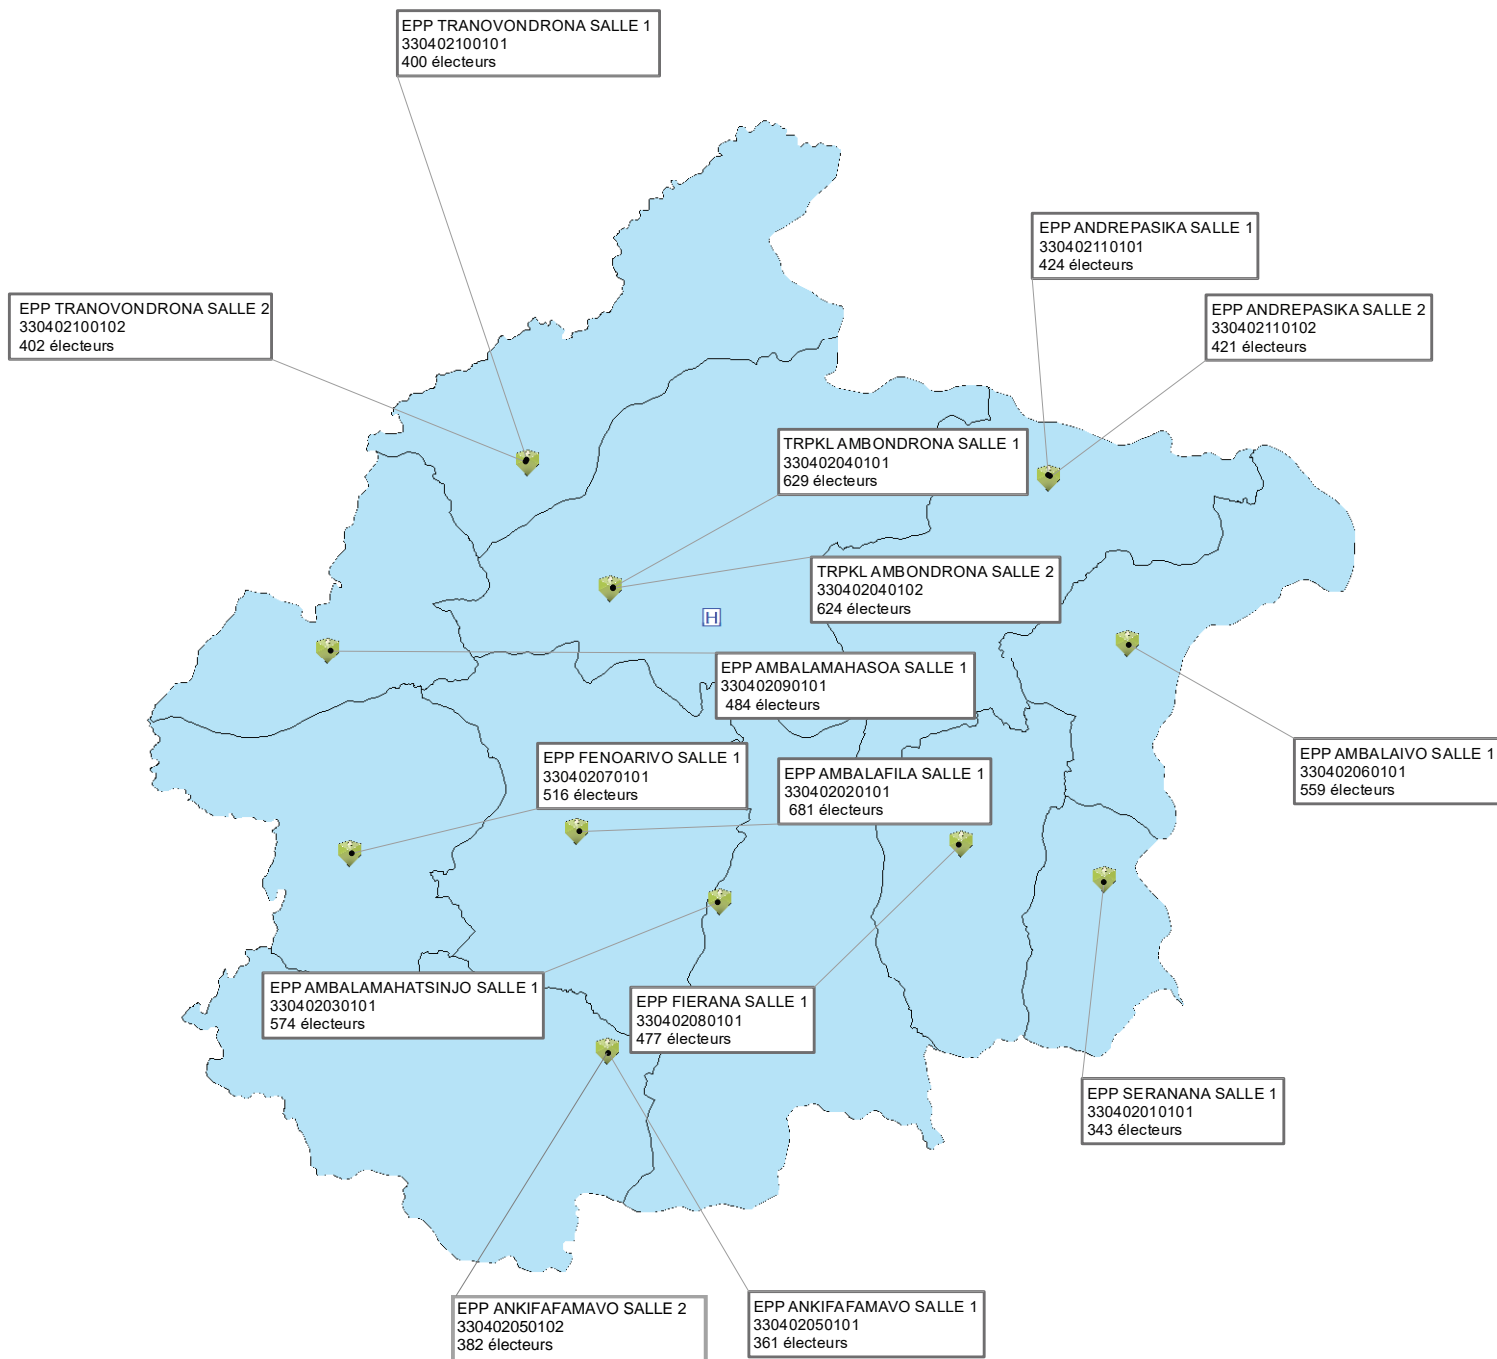 EPP TRANOVONDRONA SALLE 1
330402100101
400 électeurs
EPP ANDREPASIKA SALLE 1
330402110101
424 électeurs
EPP TRANOVONDRONA SALLE 2
330402100102
402 électeurs
EPP ANDREPASIKA SALLE 2
330402110102
421 électeurs
TRPKL AMBONDRONA SALLE 1
330402040101
629 électeurs
TRPKL AMBONDRONA SALLE 2
330402040102
624 électeurs
H
EPP AMBALAMAHASOA SALLE 1
330402090101
484 électeurs
EPP FENOARIVO SALLE 1
330402070101
516 électeurs
EPP AMBALAFILA SALLE 1
330402020101
681 électeurs
EPP AMBALAIVO SALLE 1
330402060101
559 électeurs
EPP AMBALAMAHATSINJO SALLE 1
330402030101
574 électeurs
EPP FIERANA SALLE 1
330402080101
477 électeurs
EPP SERANANA SALLE 1
330402010101
343 électeurs
EPP ANKIFAFAMAVO SALLE 2
330402050102
382 électeurs
EPP ANKIFAFAMAVO SALLE 1
330402050101
361 électeurs